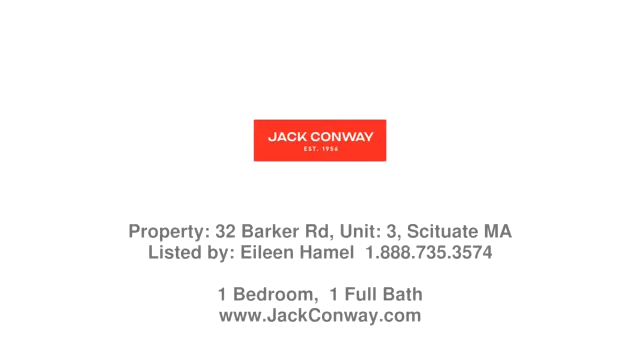 JACK CONWAY
EST. 1956
Property: 32 Barker Rd, Unit: 3, Scituate MA
Listed by: Eileen Hamel  1.888.735.3574
1 Bedroom,  1 Full Bath
www.JackConway.com